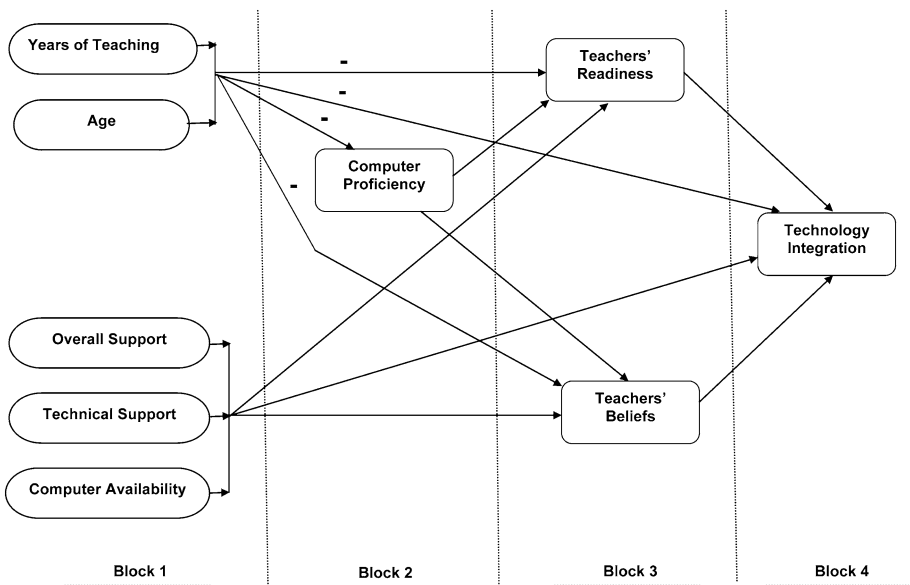 Years of Teaching
Age
-
-
-
-
Computer
Proficiency
Teachers'
Readiness
Technology
Integration
Overall Support
Technical Support
Computer Availability
Teachers'
Beliefs
Block 1
Block 2
Block 3
Block 4